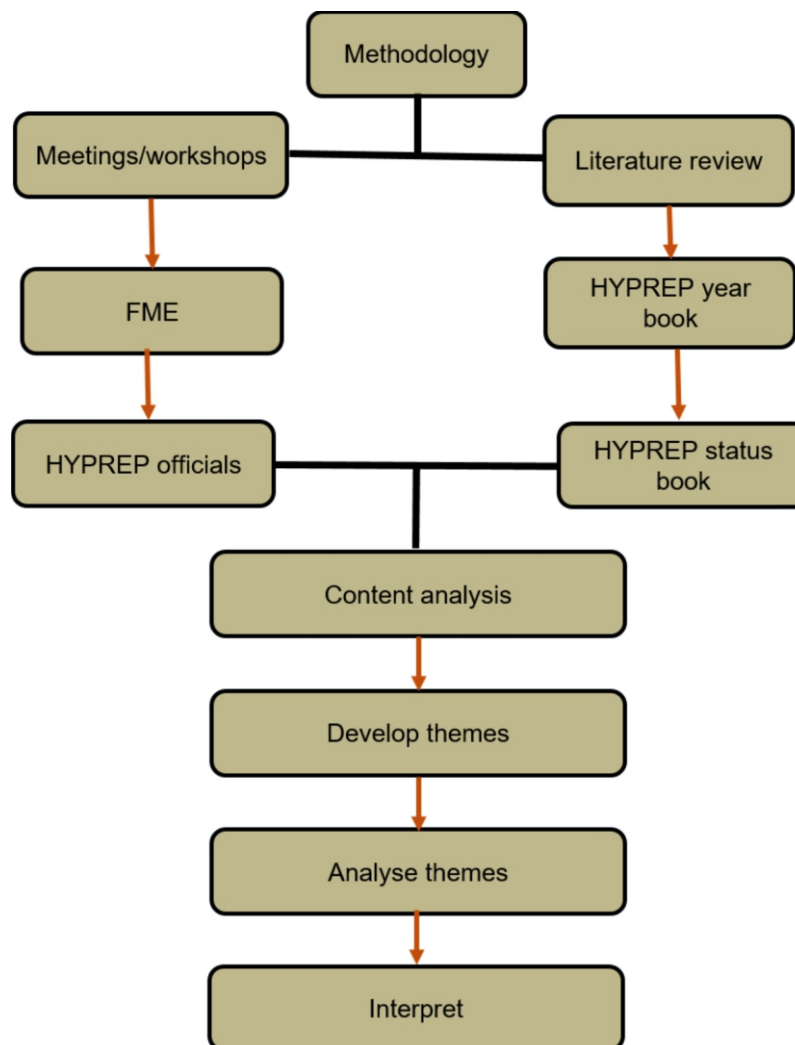 Methodology
Meetings/workshops
Literature review
FME
HYPREP year
book
HYPREP officials
HYPREP status
book
Content analysis
Develop themes
Analyse themes
Interpret